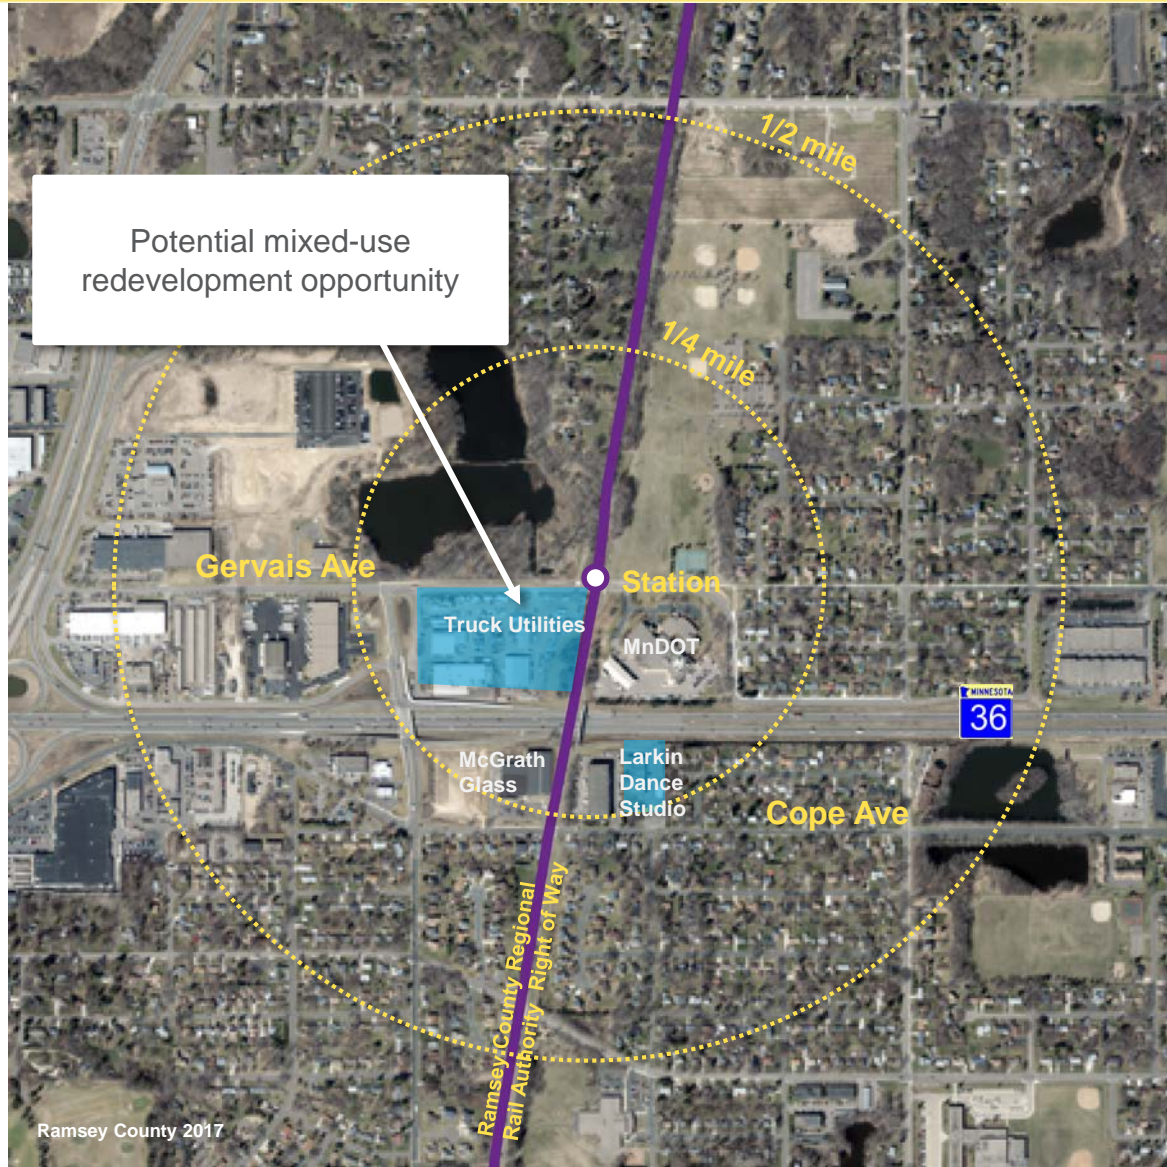 1/2 mile
Potential mixed-use
redevelopment opportunity
1/4 mile
Gervais Ave
Station
Truck Utilities
MnDOT
MINNESOTA
36
McGrath
Glass
Larkin
Dance
Studio
Cope Ave
Ramsey County Regional
Rail Authority Right of Way
Ramsey County 2017